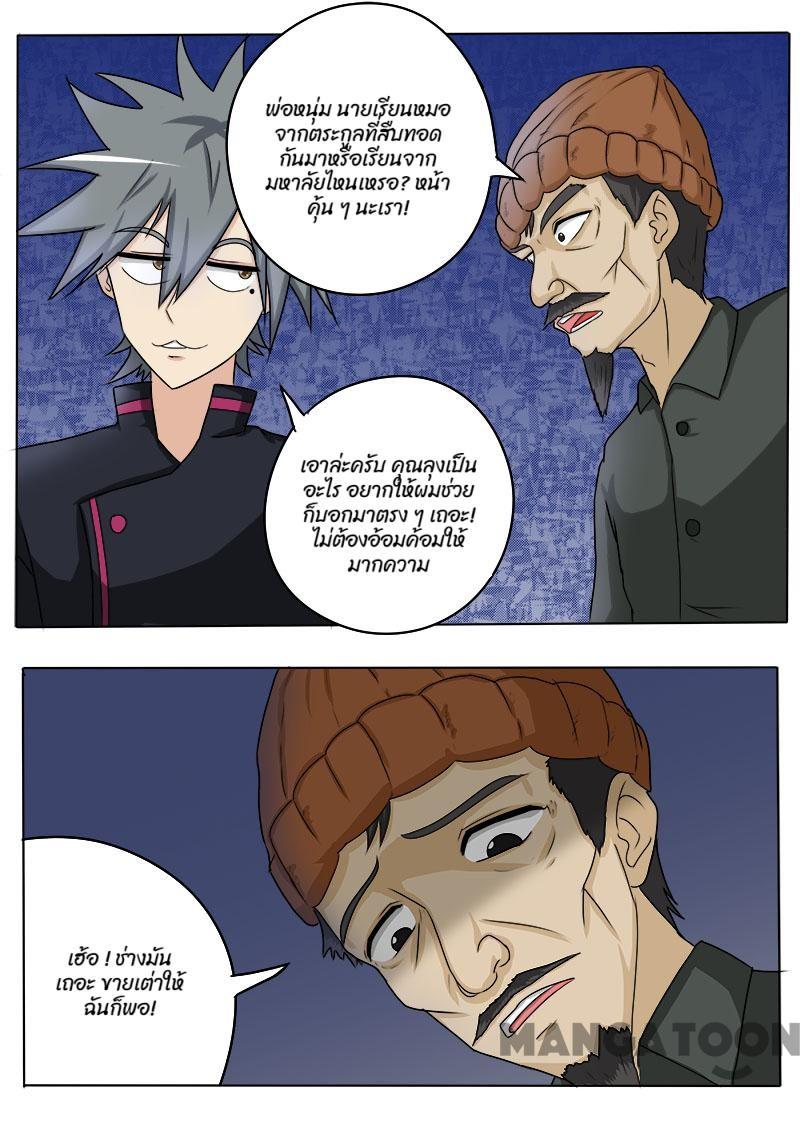 พ่อหนุ่ม นายเรียนหมอ
จากตระกูลที่สืบทอด
กันมาหรือเรียนจาก
มหาลัยไหนเหรอ? หน้า
คุ้น ๆ นะเรา!
เอาล่ะครับ คุณลุงเป็น
อะไร อยากให้ผมช่วย
ก็บอกมาตรง ๆ เถอะ!
ไม่ต้องอ้อมค้อมให้
มากความ
เฮ้อ ! ช่างมัน
เถอะ ขายเต่าให้
ฉันก็พอ!
MANGATOON